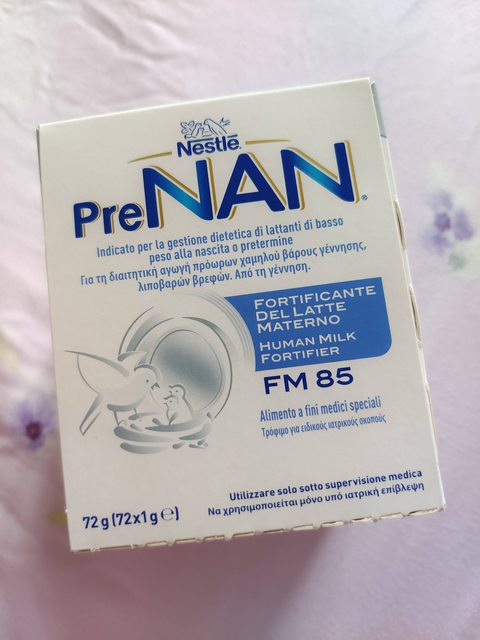 Nestlé
PreNAN
Indicato per la gestione dietetica di lattanti di basso
peso alla nascita o pretermine
Για τη διαιτητική αγωγή πρόωρων χαμηλού βάρους γέννησης,
λιποβαρών βρεφών. Από τη γέννηση.
FORTIFICANTE
DEL LATTE
MATERNO
HUMAN MILK
FORTIFIER
FM 85
Alimento a fini medici speciali
Τρόφιμο για ειδικούς ιατρικούς σκοπούς
Utilizzare solo sotto supervisione medica
Να χρησιμοποιείται μόνο υπό ιατρική επίβλεψη
72 g (72x1 g ℮)